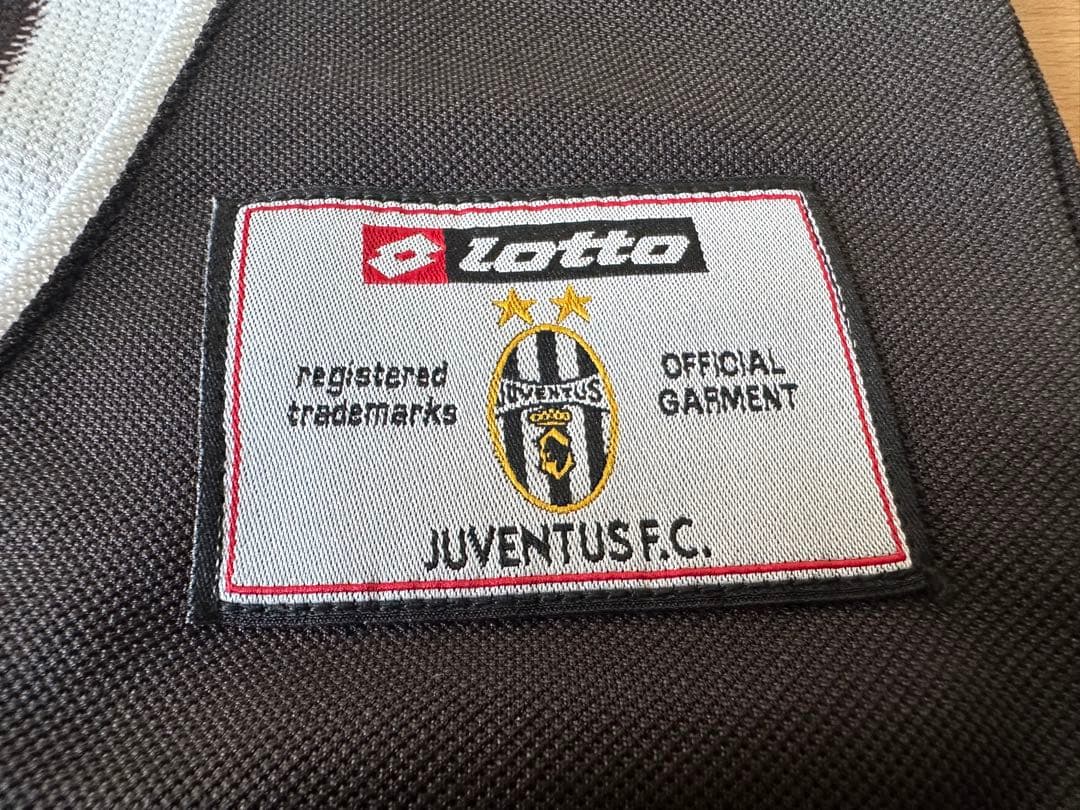 lotto
registered
trademarks
OFFICIAL
GARMENT
JUVENTUS
JUVENTUS F.C.